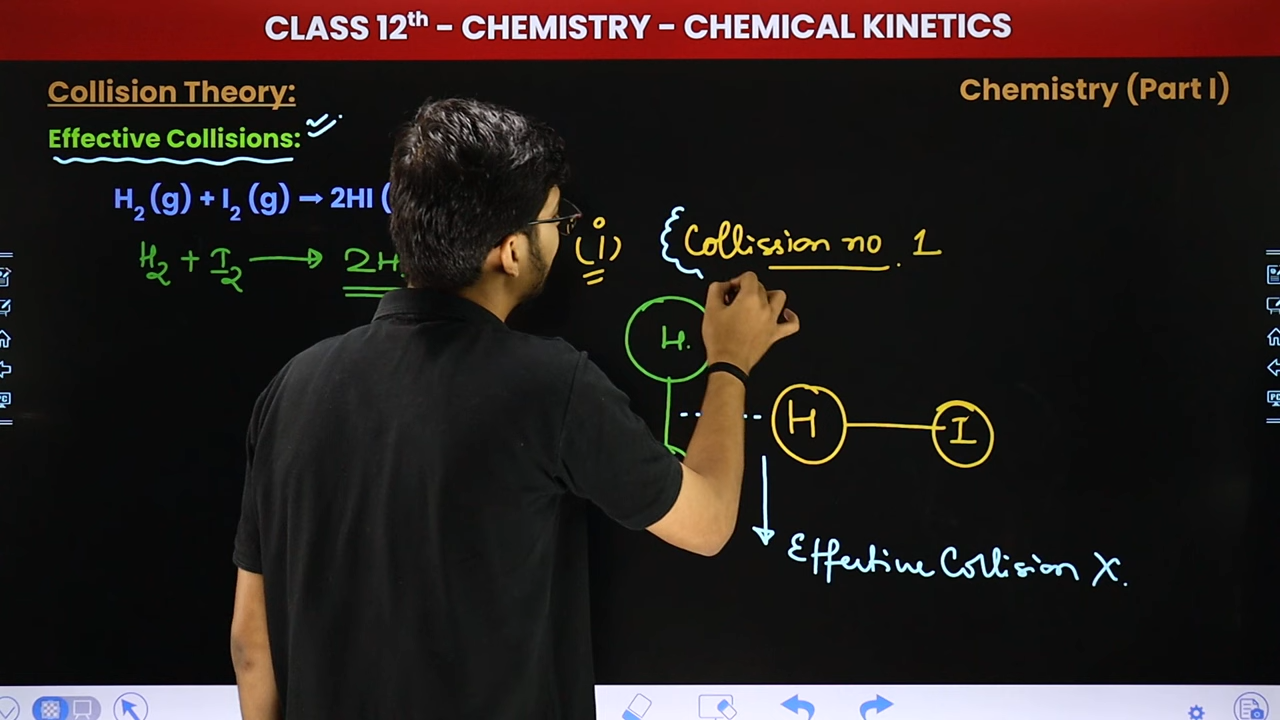 CLASS 12th - CHEMISTRY - CHEMICAL KINETICS
Collision Theory:
Chemistry (Part I)
Effective Collisions:
H2 (g) + I2 (g) → 2HI (
H2 + I2 → 2H
(i)
Collission no. 1
H.
H
I
Effective Collision X.